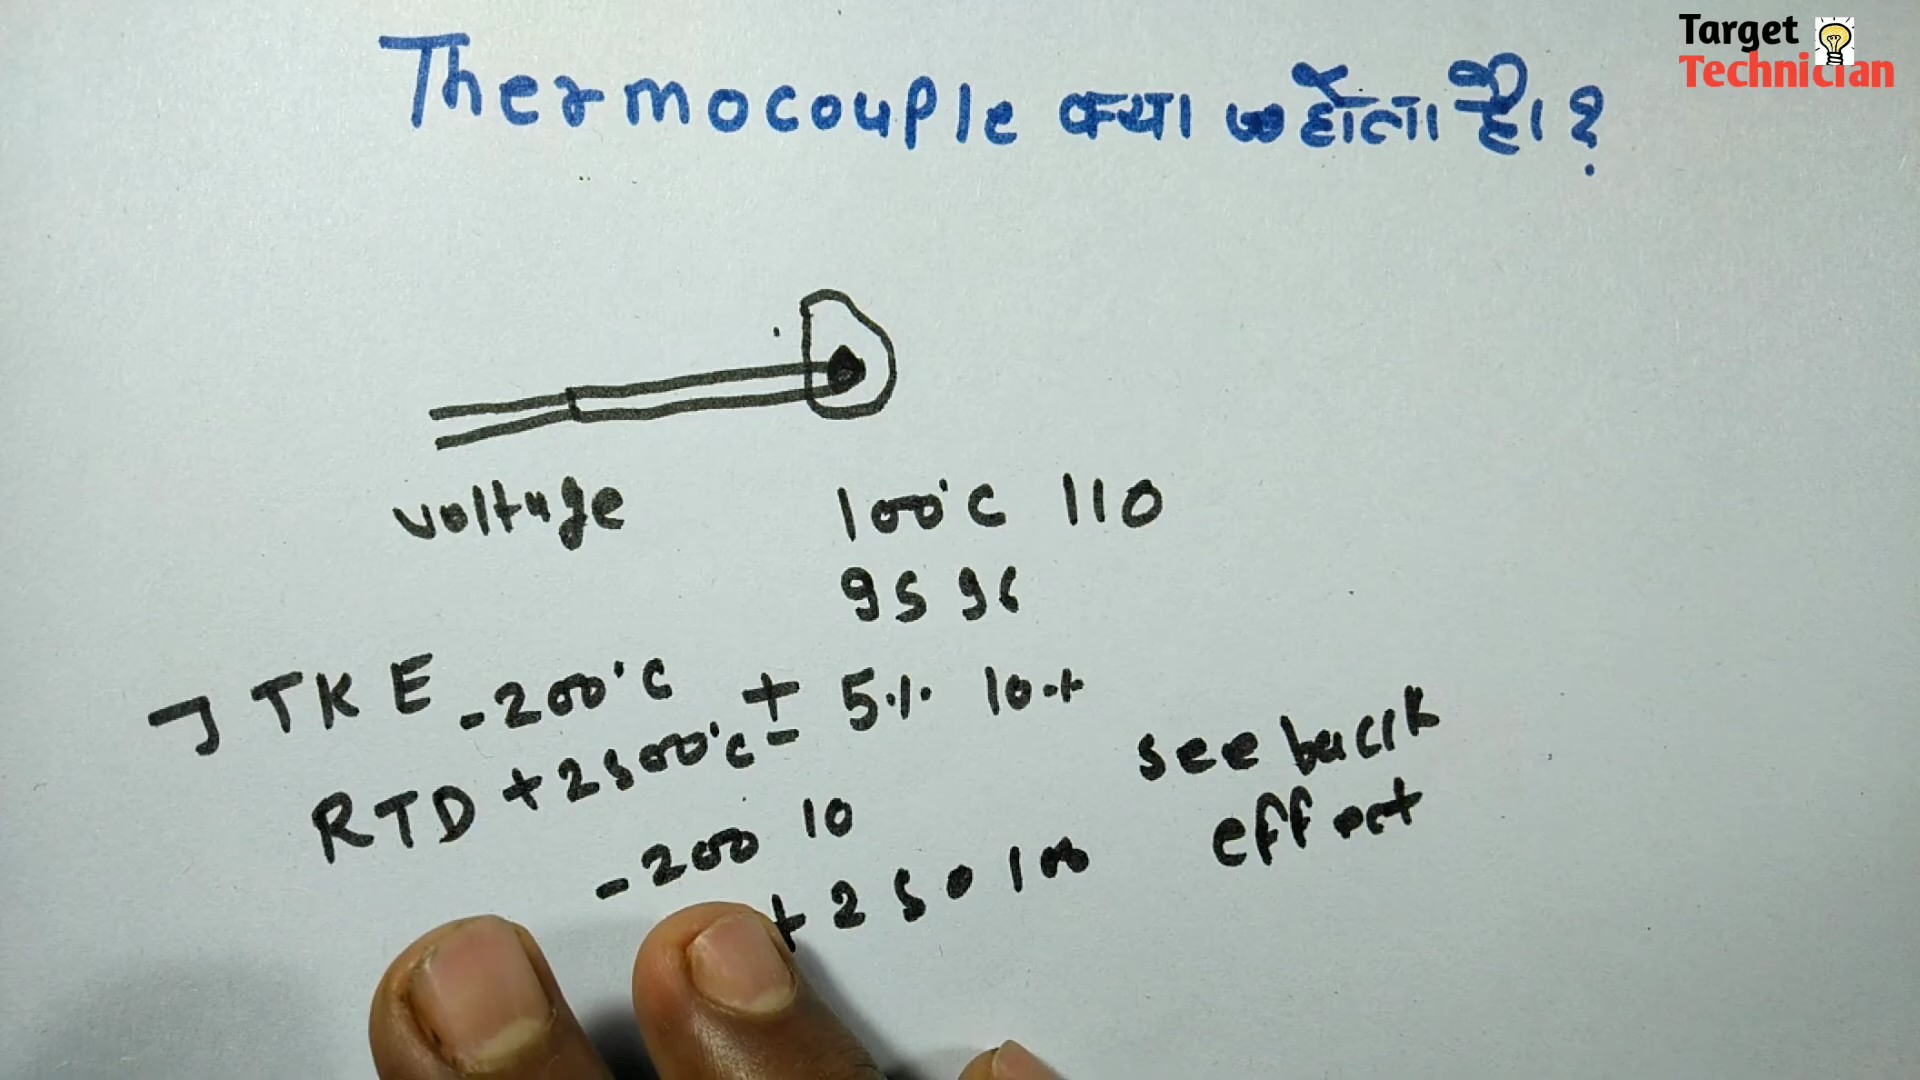 Target
Technician
Thermocouple क्या होता है। ?
voltage
100°C 110
95 96
J T K E -200°C ± 5% 10%
RTD +2500°C
-200 10
+250 100
see back
effect